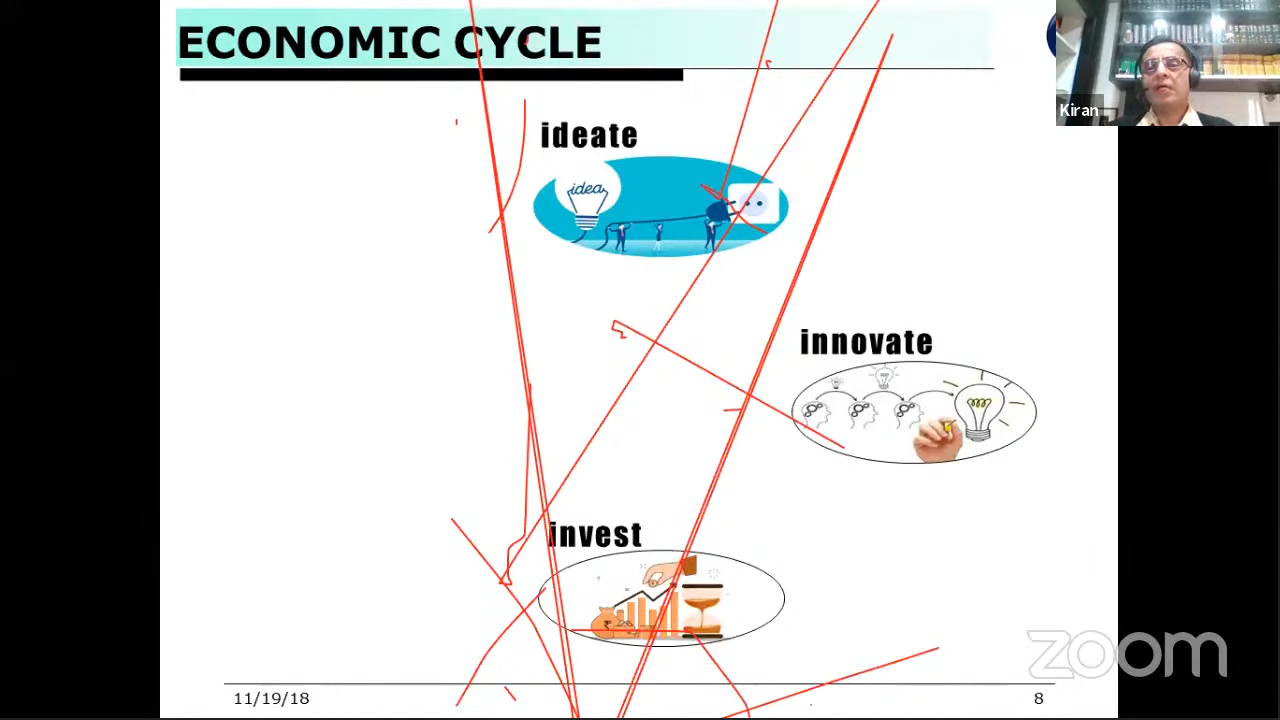 ECONOMIC CYCLE
Kiran
ideate
idea
innovate
invest
₹
zoom
11/19/18
8